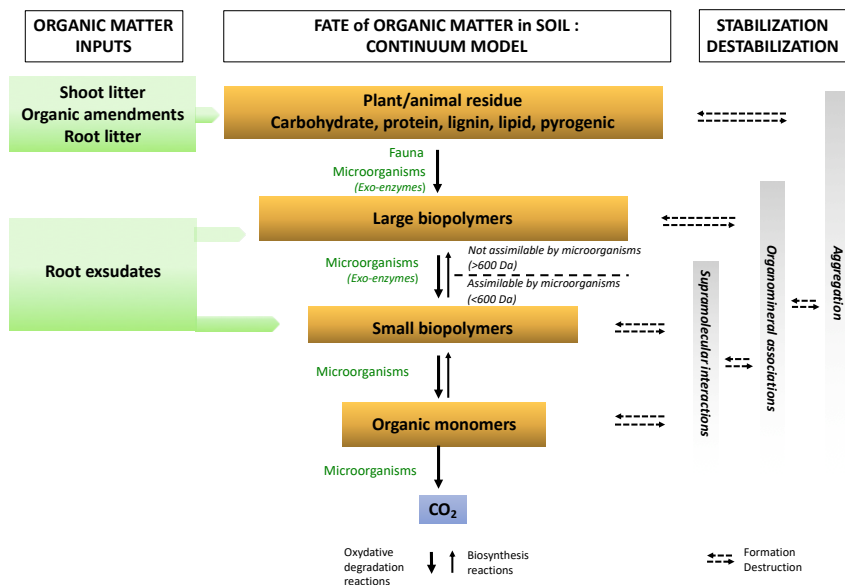 ORGANIC MATTER
INPUTS
FATE of ORGANIC MATTER in SOIL :
CONTINUUM MODEL
STABILIZATION
DESTABILIZATION
Shoot litter
Organic amendments
Root litter
Plant/animal residue
Carbohydrate, protein, lignin, lipid, pyrogenic
Fauna
Microorganisms
(Exo-enzymes)
Large biopolymers
Root exsudates
Microorganisms
(Exo-enzymes)
Not assimilable by microorganisms
(>600 Da)
Assimilable by microorganisms
(<600 Da)
Small biopolymers
Microorganisms
Organic monomers
Microorganisms
CO2
Supramolecular interactions
Organomineral associations
Aggregation
Oxydative
degradation
reactions
Biosynthesis
reactions
Formation
Destruction